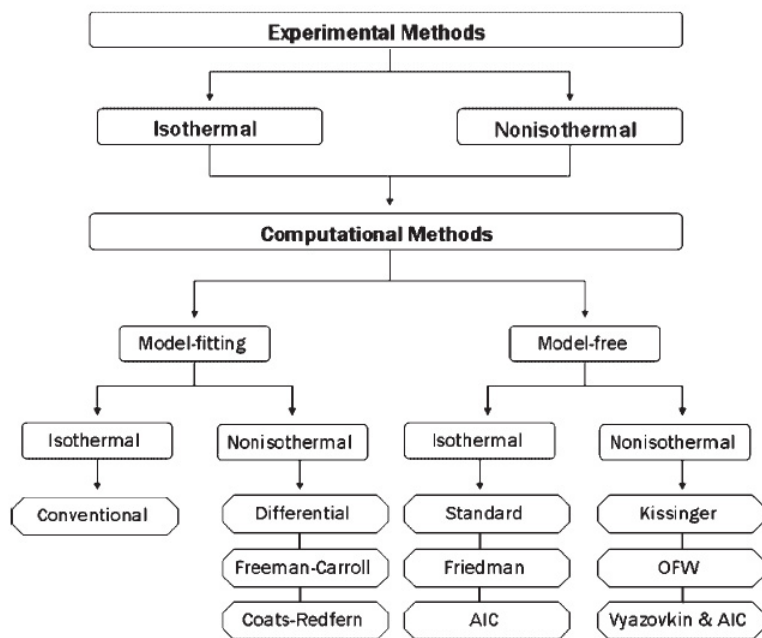 Experimental Methods
Isothermal
Nonisothermal
Computational Methods
Model-fitting
Model-free
Isothermal
Nonisothermal
Isothermal
Nonisothermal
Conventional
Differential
Standard
Kissinger
Freeman-Carroll
Friedman
OFW
Coats-Redfern
AIC
Vyazovkin & AIC